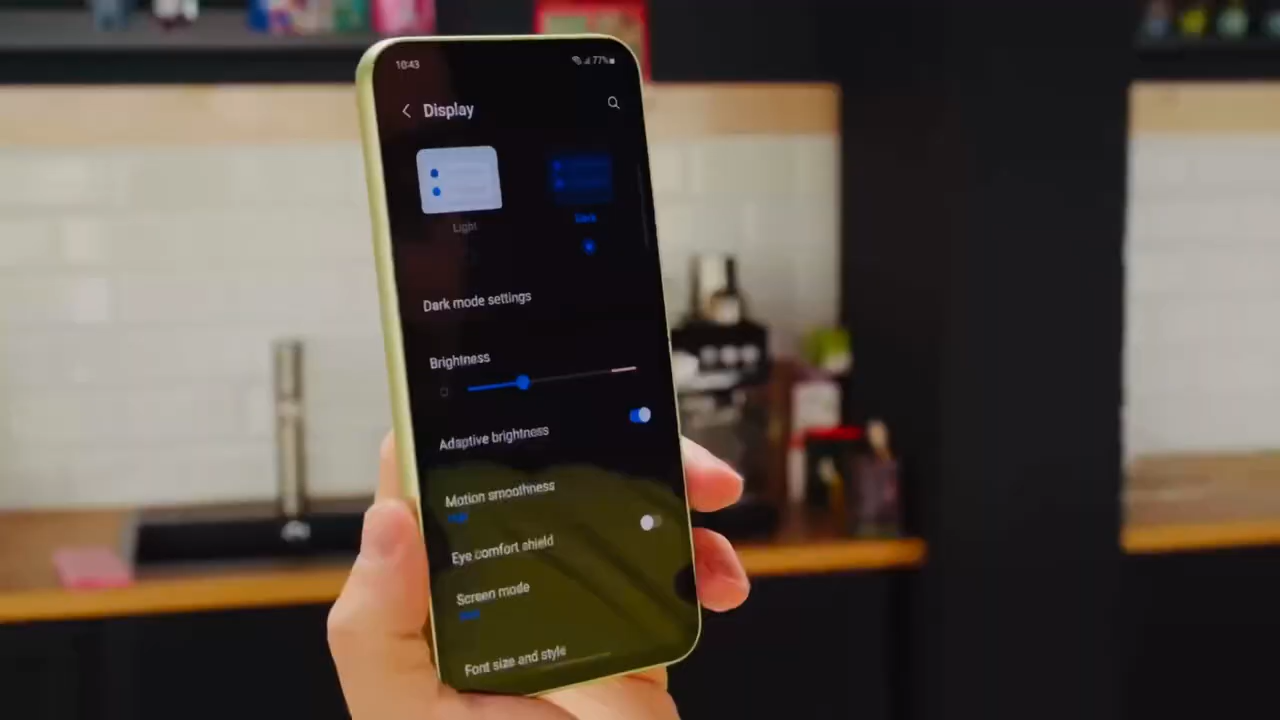 10:43
77%
Display
Light
Dark
Dark mode settings
Brightness
Adaptive brightness
Motion smoothness
Eye comfort shield
Screen mode
Font size and style